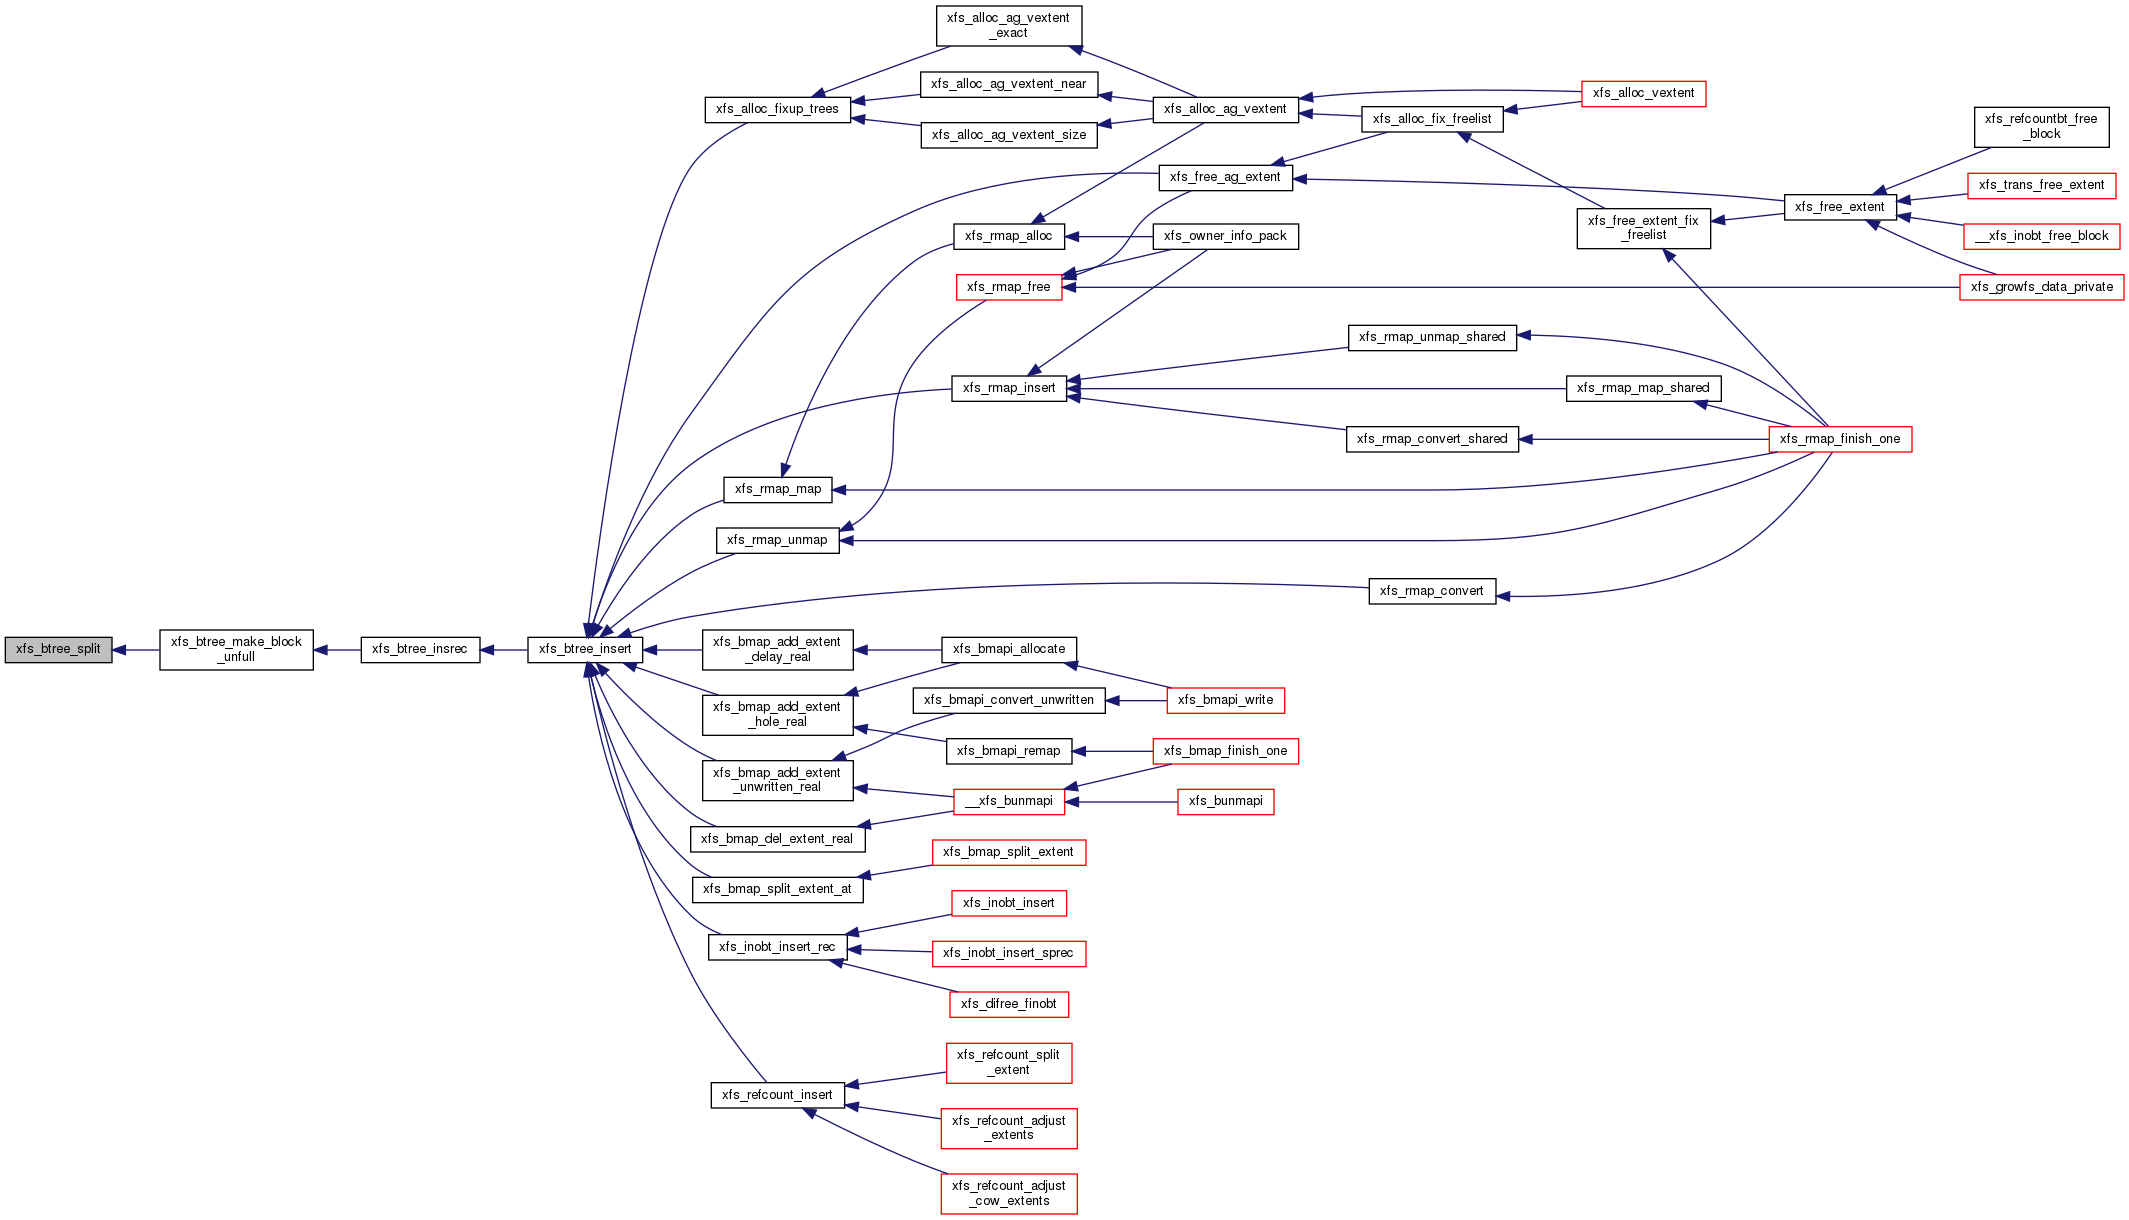 xfs_alloc_ag_vextent
_exact
xfs_alloc_ag_vextent_near
xfs_alloc_fixup_trees
xfs_alloc_ag_vextent
xfs_alloc_vextent
xfs_alloc_fix_freelist
xfs_alloc_ag_vextent_size
xfs_refcountbt_free
_block
xfs_free_ag_extent
xfs_trans_free_extent
xfs_free_extent
xfs_free_extent_fix
_freelist
xfs_rmap_alloc
xfs_owner_info_pack
__xfs_inobt_free_block
xfs_rmap_free
xfs_growfs_data_private
xfs_rmap_unmap_shared
xfs_rmap_insert
xfs_rmap_map_shared
xfs_rmap_convert_shared
xfs_rmap_finish_one
xfs_rmap_map
xfs_rmap_unmap
xfs_rmap_convert
xfs_btree_split
xfs_btree_make_block
_unfull
xfs_btree_insrec
xfs_btree_insert
xfs_bmap_add_extent
_delay_real
xfs_bmapi_allocate
xfs_bmap_add_extent
_hole_real
xfs_bmapi_convert_unwritten
xfs_bmapi_write
xfs_bmapi_remap
xfs_bmap_finish_one
xfs_bmap_add_extent
_unwritten_real
__xfs_bunmapi
xfs_bunmapi
xfs_bmap_del_extent_real
xfs_bmap_split_extent
xfs_bmap_split_extent_at
xfs_inobt_insert
xfs_inobt_insert_rec
xfs_inobt_insert_sprec
xfs_difree_finobt
xfs_refcount_split
_extent
xfs_refcount_insert
xfs_refcount_adjust
_extents
xfs_refcount_adjust
_cow_extents